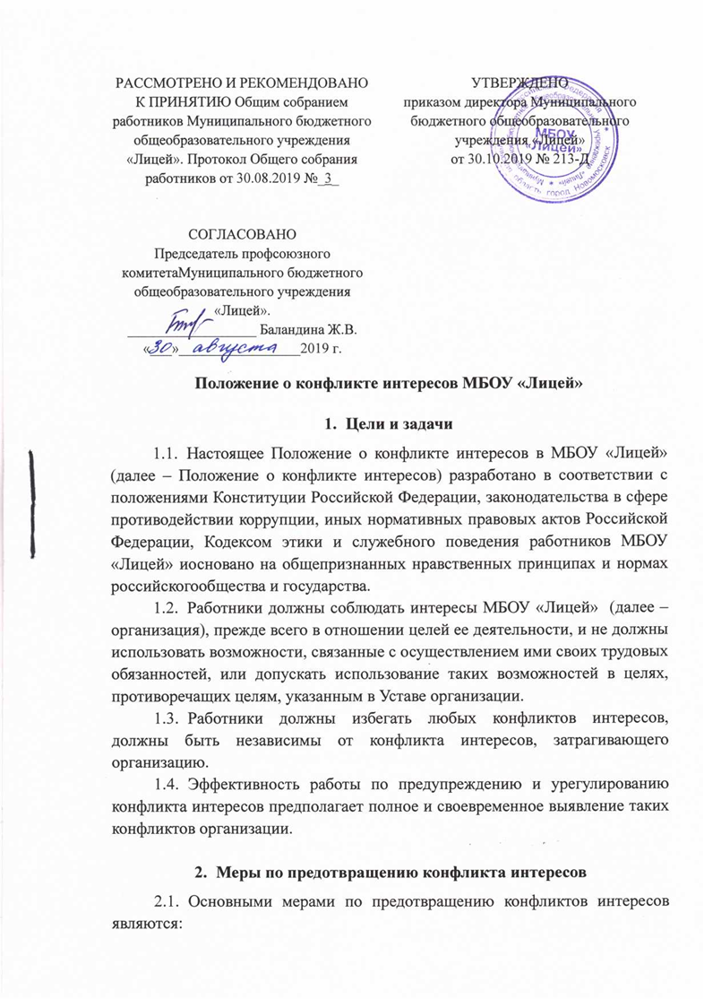 РАССМОТРЕНО И РЕКОМЕНДОВАНО
К ПРИНЯТИЮ Общим собранием
работников Муниципального бюджетного
общеобразовательного учреждения
«Лицей». Протокол Общего собрания
работников от 30.08.2019 №_3_
УТВЕРЖДЕНО
приказом директора Муниципального
бюджетного общеобразовательного
учреждения «Лицей»
от 30.10.2019 № 213-Д
МБОУ
«Лицей»
город Новомосковск
СОГЛАСОВАНО
Председатель профсоюзного
комитетаМуниципального бюджетного
общеобразовательного учреждения
«Лицей».
Баландина Ж.В.
«30» августа 2019 г.
Положение о конфликте интересов МБОУ «Лицей»
1. Цели и задачи
1.1. Настоящее Положение о конфликте интересов в МБОУ «Лицей»
(далее – Положение о конфликте интересов) разработано в соответствии с
положениями Конституции Российской Федерации, законодательства в сфере
противодействии коррупции, иных нормативных правовых актов Российской
Федерации, Кодексом этики и служебного поведения работников МБОУ
«Лицей» иосновано на общепризнанных нравственных принципах и нормах
российскогообщества и государства.
1.2. Работники должны соблюдать интересы МБОУ «Лицей» (далее –
организация), прежде всего в отношении целей ее деятельности, и не должны
использовать возможности, связанные с осуществлением ими своих трудовых
обязанностей, или допускать использование таких возможностей в целях,
противоречащих целям, указанным в Уставе организации.
1.3. Работники должны избегать любых конфликтов интересов,
должны быть независимы от конфликта интересов, затрагивающего
организацию.
1.4. Эффективность работы по предупреждению и урегулированию
конфликта интересов предполагает полное и своевременное выявление таких
конфликтов организации.
2. Меры по предотвращению конфликта интересов
2.1. Основными мерами по предотвращению конфликтов интересов
являются: